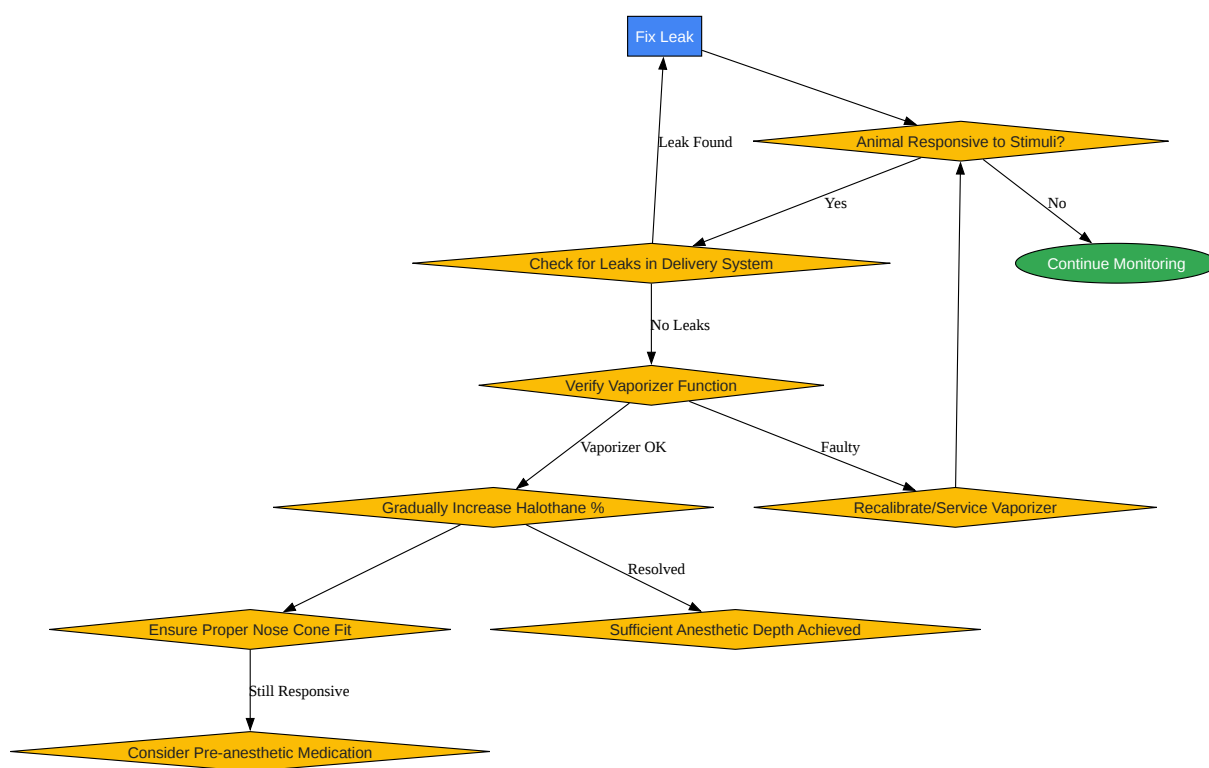 Fix Leak
Leak Found
Animal Responsive to Stimuli?
Yes
No
Check for Leaks in Delivery System
Continue Monitoring
No Leaks
Verify Vaporizer Function
Vaporizer OK
Faulty
Gradually Increase Halothane %
Recalibrate/Service Vaporizer
Resolved
Ensure Proper Nose Cone Fit
Sufficient Anesthetic Depth Achieved
Still Responsive
Consider Pre-anesthetic Medication